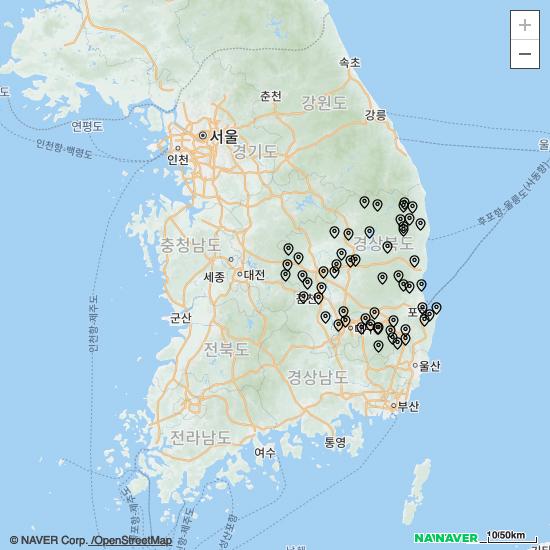 +
−
속초
춘천
강원도
강릉
연평도
서울
인천
경기도
인천항-백령도
후포항-울릉도(사동항)
충청남도
경상북도
세종
대전
인천항-제주도
김천
포
군산
대구
전북도
경상남도
울산
부산
전라남도
여수
통영
© NAVER Corp. /OpenStreetMap
NAVER
10/50km